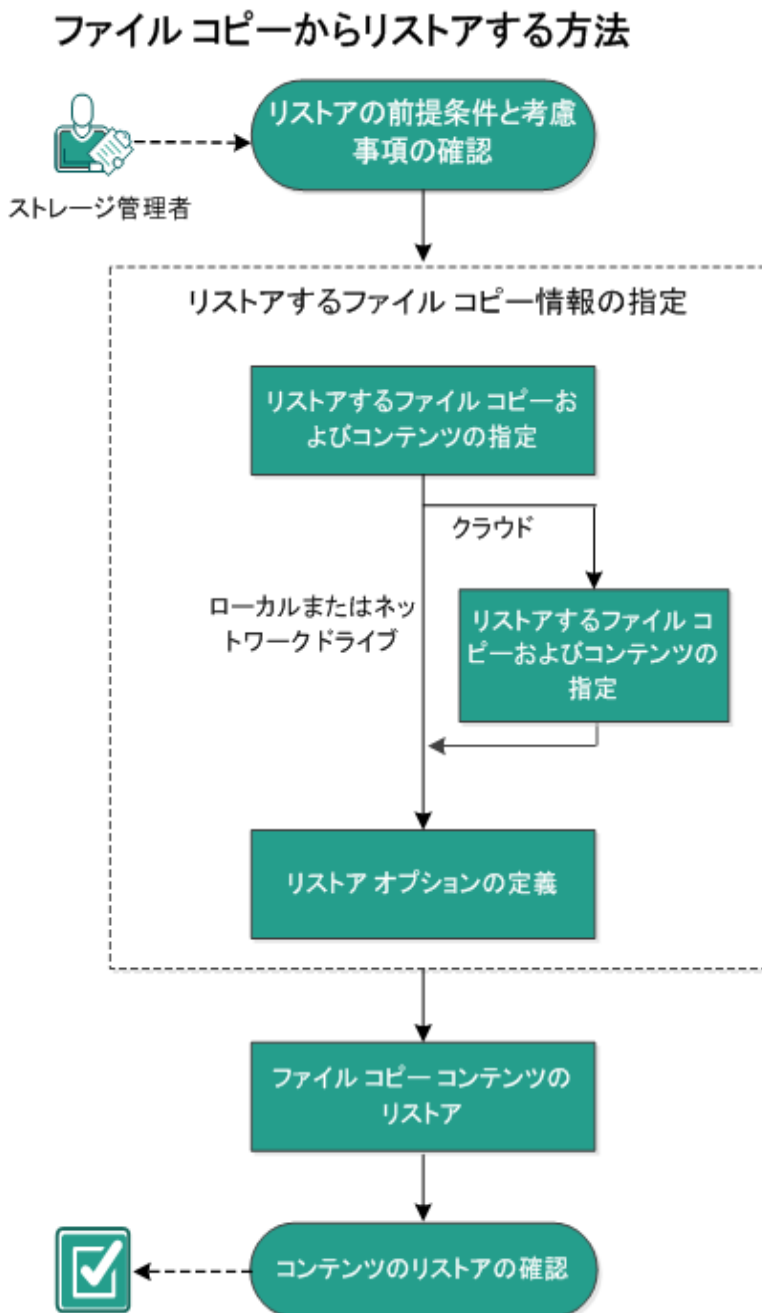 ファイル コピーからリストアする方法
リストアの前提条件と考慮
事項の確認
ストレージ管理者
リストアするファイル コピー情報の指定
リストアするファイル コピーお
よびコンテンツの指定
クラウド
ローカルまたはネッ
トワークドライブ
リストアするファイル コ
ピーおよびコンテンツの
指定
リストア オプションの定義
ファイル コピー コンテンツの
リストア
コンテンツのリストアの確認